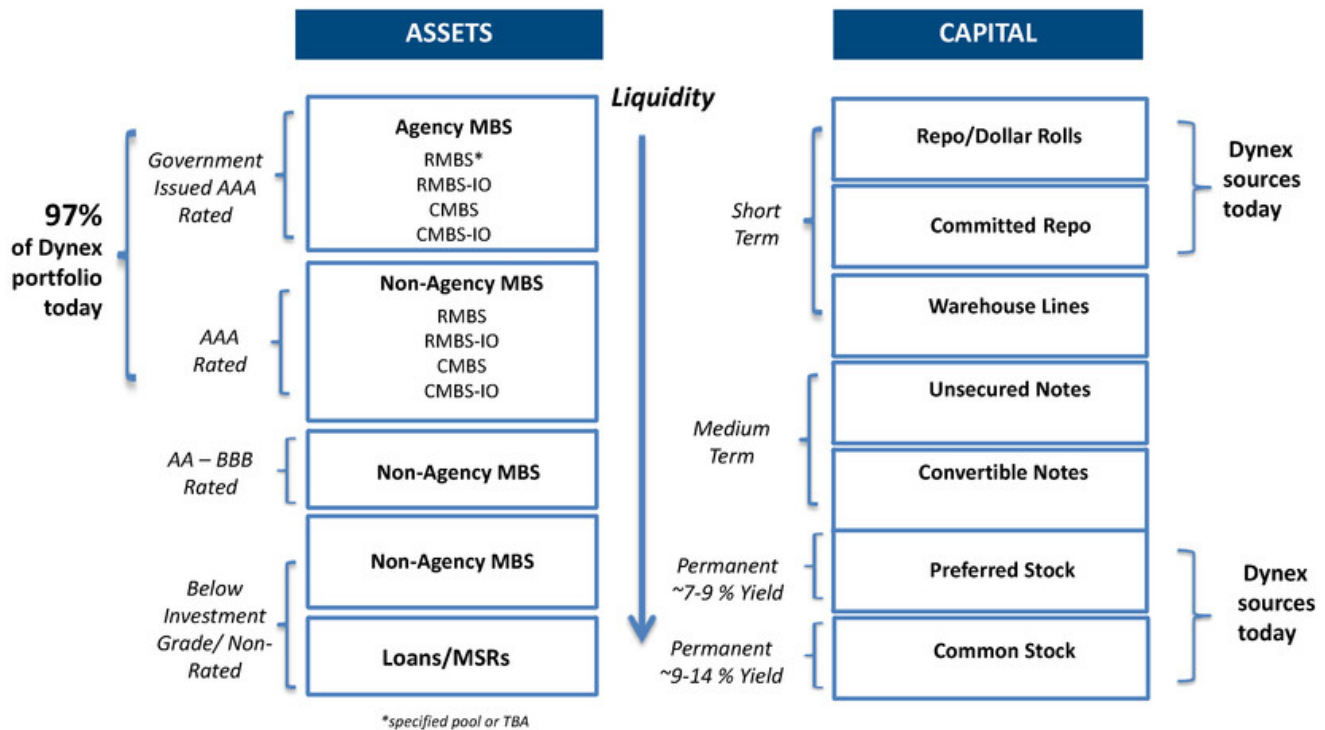 ASSETS
CAPITAL
Liquidity
97%
of Dynex
portfolio
today
Government
Issued AAA
Rated
Agency MBS
RMBS*
RMBS-IO
CMBS
CMBS-IO
AAA
Rated
Non-Agency MBS
RMBS
RMBS-IO
CMBS
CMBS-IO
AA – BBB
Rated
Non-Agency MBS
Below
Investment
Grade/ Non-
Rated
Non-Agency MBS
Loans/MSRs
*specified pool or TBA
Short
Term
Repo/Dollar Rolls
Committed Repo
Warehouse Lines
Dynex
sources
today
Medium
Term
Unsecured Notes
Convertible Notes
Permanent
~7-9 % Yield
Preferred Stock
Permanent
~9-14 % Yield
Common Stock
Dynex
sources
today